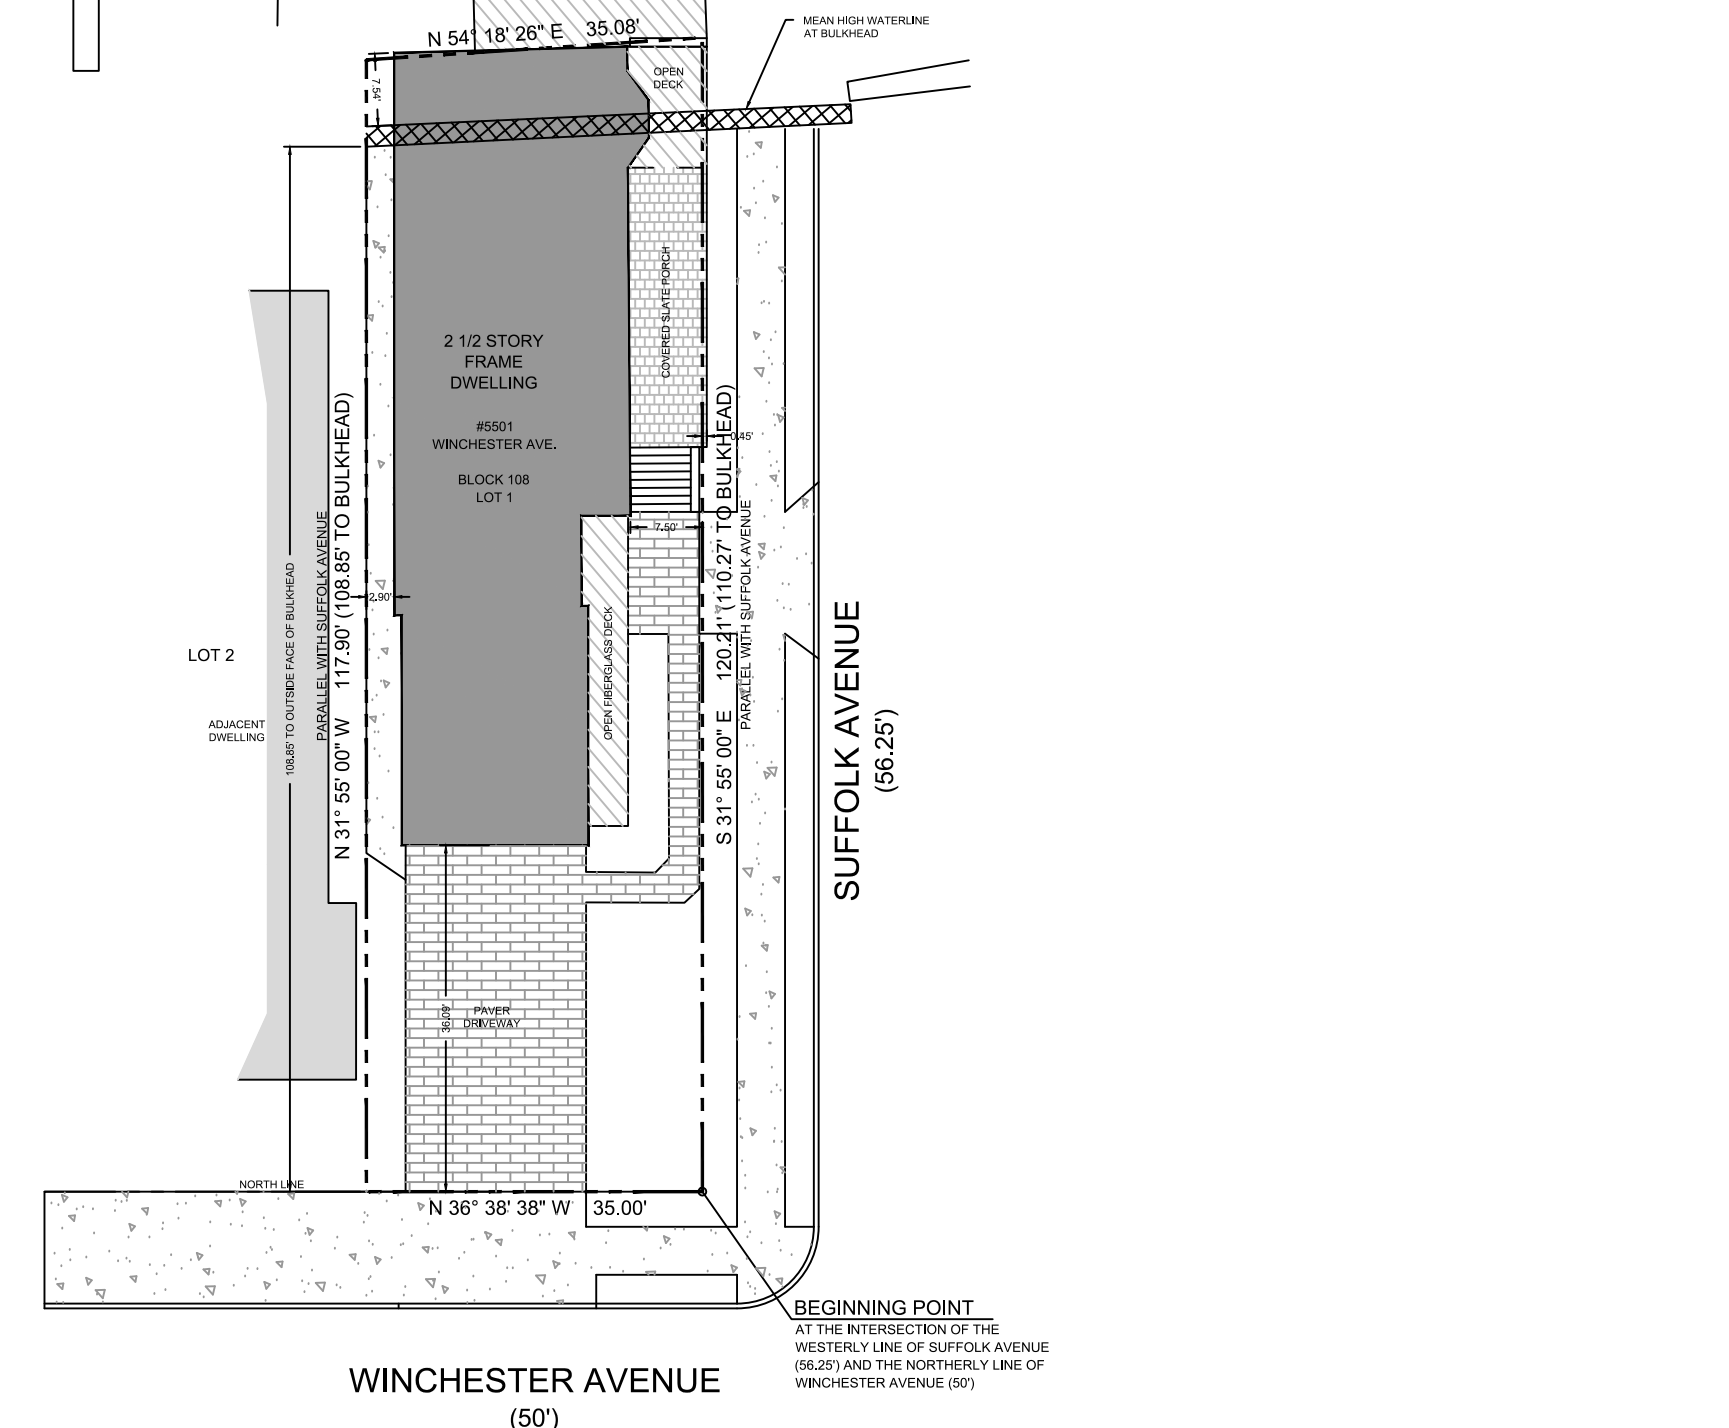 MEAN HIGH WATERLINE
AT BULKHEAD
N 54° 18' 26" E 35.08'
OPEN
DECK
7.54'
2 1/2 STORY
FRAME
DWELLING
#5501
WINCHESTER AVE.
BLOCK 108
LOT 1
COVERED SLATE PORCH
0.45'
7.50'
2.90'
OPEN FIBERGLASS DECK
108.85' TO OUTSIDE FACE OF BULKHEAD
PARALLEL WITH SUFFOLK AVENUE
N 31° 55' 00" W 117.90' (108.85' TO BULKHEAD)
S 31° 55' 00" E 120.21' (110.27' TO BULKHEAD)
PARALLEL WITH SUFFOLK AVENUE
SUFFOLK AVENUE
(56.25')
LOT 2
ADJACENT
DWELLING
36.09'
PAVER
DRIVEWAY
NORTH LINE
N 36° 38' 38" W 35.00'
BEGINNING POINT
AT THE INTERSECTION OF THE
WESTERLY LINE OF SUFFOLK AVENUE
(56.25') AND THE NORTHERLY LINE OF
WINCHESTER AVENUE (50')
WINCHESTER AVENUE
(50')